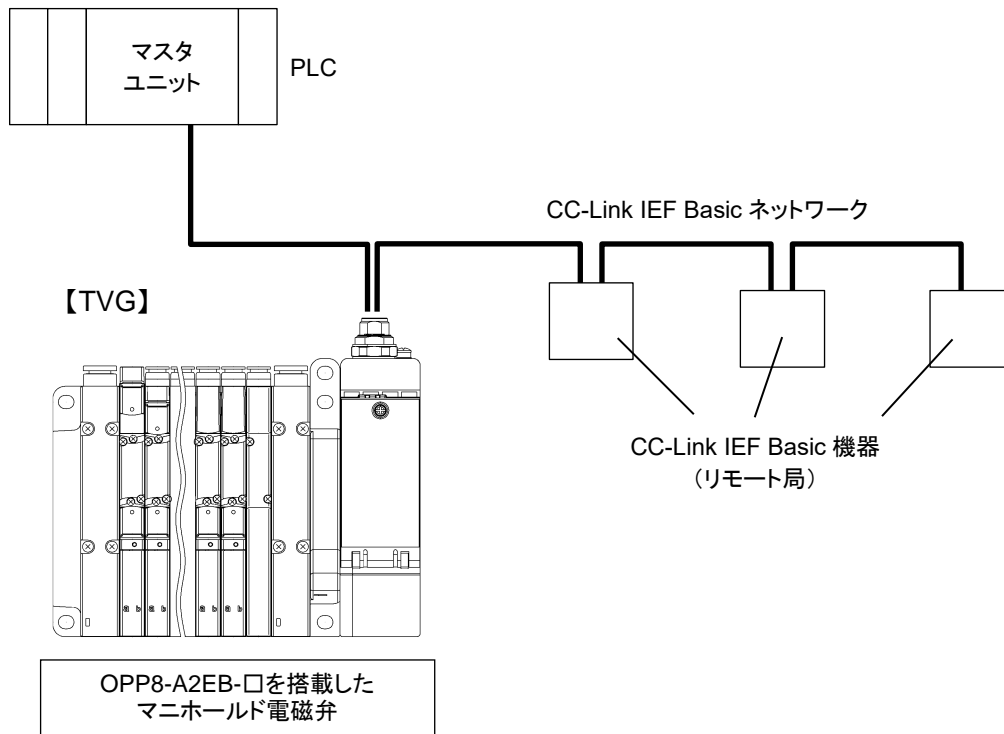 マスタ
ユニット
PLC
CC-Link IEF Basic ネットワーク
【TVG】
CC-Link IEF Basic 機器
（リモート局）
a b a b a b a b
OPP8-A2EB-口を搭載した
マニホールド電磁弁